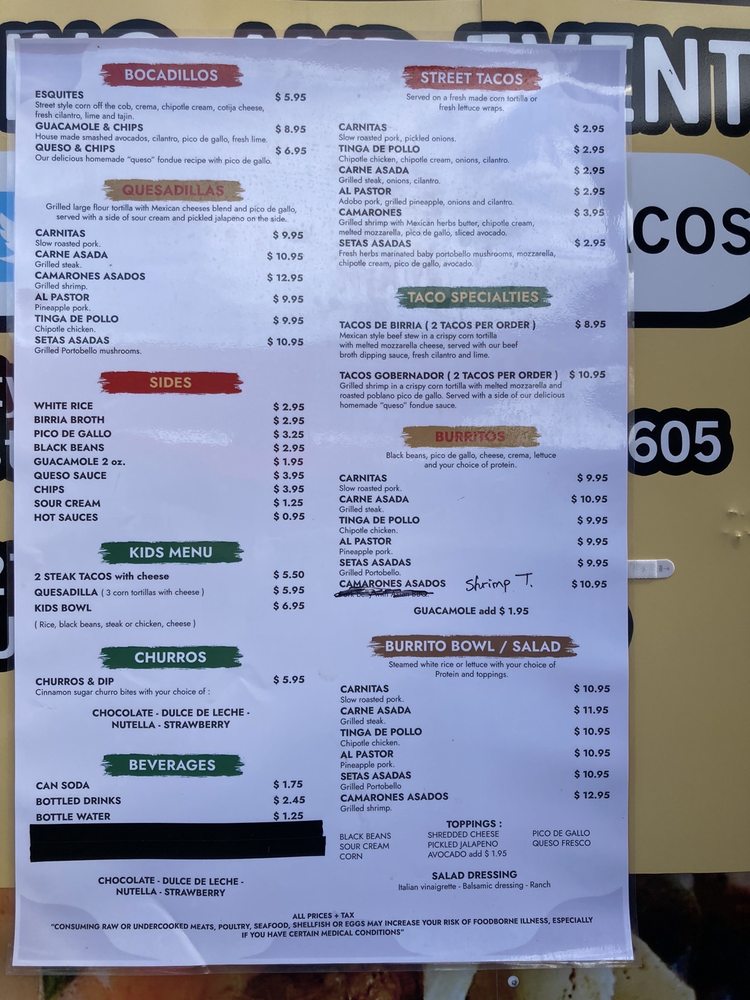 EVENT
ACOS
605
BOCADILLOS
ESQUITES $ 5.95
Street style corn off the cob, crema, chipotle cream, cotija cheese,
fresh cilantro, lime and tajin.
GUACAMOLE & CHIPS $ 8.95
House made smashed avocados, cilantro, pico de gallo, fresh lime.
QUESO & CHIPS $ 6.95
Our delicious homemade "queso" fondue recipe with pico de gallo.
QUESADILLAS
Grilled large flour tortilla with Mexican cheeses blend and pico de gallo,
served with a side of sour cream and pickled jalapeno on the side.
CARNITAS $ 9.95
Slow roasted pork.
CARNE ASADA $ 10.95
Grilled steak.
CAMARONES ASADOS $ 12.95
Grilled shrimp.
AL PASTOR $ 9.95
Pineapple pork.
TINGA DE POLLO $ 9.95
Chipotle chicken.
SETAS ASADAS $ 10.95
Grilled Portobello mushrooms.
SIDES
WHITE RICE $ 2.95
BIRRIA BROTH $ 2.95
PICO DE GALLO $ 3.25
BLACK BEANS $ 2.95
GUACAMOLE 2 oz. $ 1.95
QUESO SAUCE $ 3.95
CHIPS $ 3.95
SOUR CREAM $ 1.25
HOT SAUCES $ 0.95
KIDS MENU
2 STEAK TACOS with cheese $ 5.50
QUESADILLA ( 3 corn tortillas with cheese ) $ 5.95
KIDS BOWL $ 6.95
( Rice, black beans, steak or chicken, cheese )
CHURROS
CHURROS & DIP $ 5.95
Cinnamon sugar churro bites with your choice of :
CHOCOLATE - DULCE DE LECHE -
NUTELLA - STRAWBERRY
BEVERAGES
CAN SODA $ 1.75
BOTTLED DRINKS $ 2.45
BOTTLE WATER $ 1.25
CHOCOLATE - DULCE DE LECHE -
NUTELLA - STRAWBERRY
STREET TACOS
Served on a fresh made corn tortilla or
fresh lettuce wraps.
CARNITAS $ 2.95
Slow roasted pork, pickled onions.
TINGA DE POLLO $ 2.95
Chipotle chicken, chipotle cream, onions, cilantro.
CARNE ASADA $ 2.95
Grilled steak, onions, cilantro.
AL PASTOR $ 2.95
Adobo pork, grilled pineapple, onions and cilantro.
CAMARONES $ 3.95
Grilled shrimp with Mexican herbs butter, chipotle cream,
melted mozzarella, pico de gallo, sliced avocado.
SETAS ASADAS $ 2.95
Fresh herbs marinated baby portobello mushrooms, mozzarella,
chipotle cream, pico de gallo, avocado.
TACO SPECIALTIES
TACOS DE BIRRIA ( 2 TACOS PER ORDER ) $ 8.95
Mexican style beef stew in a crispy corn tortilla
with melted mozzarella cheese, served with our beef
broth dipping sauce, fresh cilantro and lime.
TACOS GOBERNADOR ( 2 TACOS PER ORDER ) $ 10.95
Grilled shrimp in a crispy corn tortilla with melted mozzarella and
roasted poblano pico de gallo. Served with a side of our delicious
homemade "queso" fondue sauce.
BURRITOS
Black beans, pico de gallo, cheese, crema, lettuce
and your choice of protein.
CARNITAS $ 9.95
Slow roasted pork.
CARNE ASADA $ 10.95
Grilled steak.
TINGA DE POLLO $ 9.95
Chipotle chicken.
AL PASTOR $ 9.95
Pineapple pork.
SETAS ASADAS $ 9.95
Grilled Portobello.
CAMARONES ASADOS Shrimp T. $ 10.95
GUACAMOLE add $ 1.95
BURRITO BOWL / SALAD
Steamed white rice or lettuce with your choice of
Protein and toppings.
CARNITAS $ 10.95
Slow roasted pork.
CARNE ASADA $ 11.95
Grilled steak.
TINGA DE POLLO $ 10.95
Chipotle chicken.
AL PASTOR $ 10.95
Pineapple pork.
SETAS ASADAS $ 10.95
Grilled Portobello
CAMARONES ASADOS $ 12.95
Grilled shrimp.
TOPPINGS :
BLACK BEANS SHREDDED CHEESE PICO DE GALLO
SOUR CREAM PICKLED JALAPENO QUESO FRESCO
CORN AVOCADO add $ 1.95
SALAD DRESSING
Italian vinaigrette - Balsamic dressing - Ranch
ALL PRICES + TAX
"CONSUMING RAW OR UNDERCOOKED MEATS, POULTRY, SEAFOOD, SHELLFISH OR EGGS MAY INCREASE YOUR RISK OF FOODBORNE ILLNESS, ESPECIALLY
IF YOU HAVE CERTAIN MEDICAL CONDITIONS"